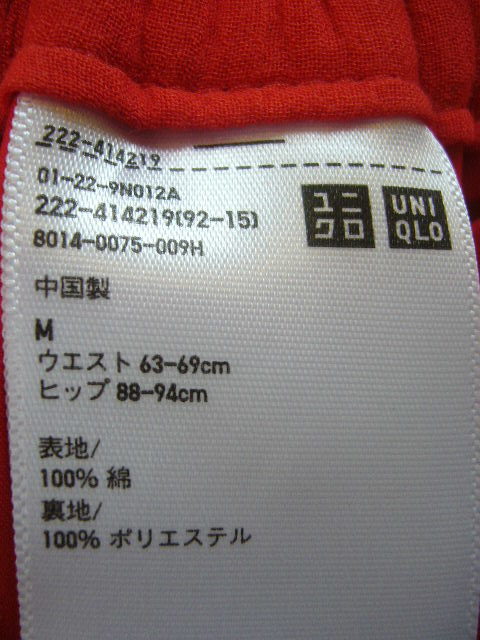 222-414219
01-22-9N012A
222-414219(92-15)
8014-0075-009H
ユニ
クロ
UNI
QLO
中国製
M
ウエスト 63-69cm
ヒップ 88-94cm
表地/
100% 綿
裏地/
100% ポリエステル